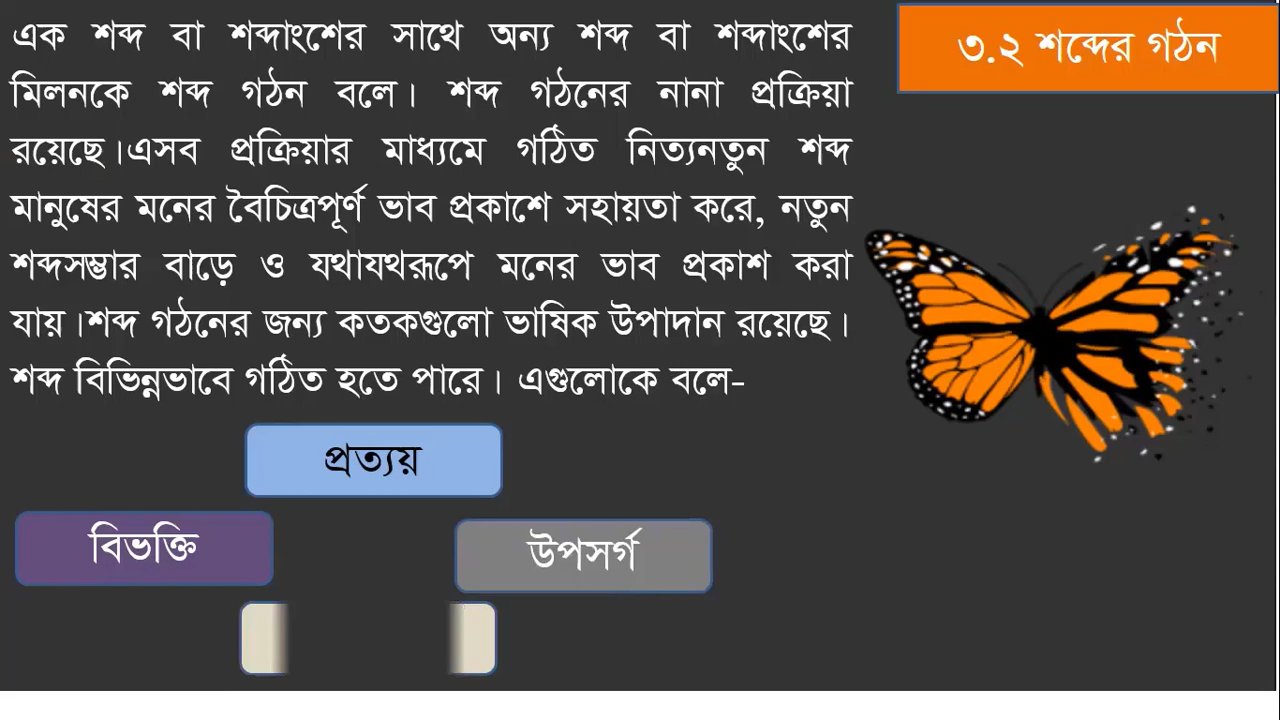 এক শব্দ বা শব্দাংশের সাথে অন্য শব্দ বা শব্দাংশের
মিলনকে শব্দ গঠন বলে। শব্দ গঠনের নানা প্রক্রিয়া
রয়েছে।এসব প্রক্রিয়ার মাধ্যমে গঠিত নিত্যনতুন শব্দ
মানুষের মনের বৈচিত্রপূর্ণ ভাব প্রকাশে সহায়তা করে, নতুন
শব্দসম্ভার বাড়ে ও যথাযথরূপে মনের ভাব প্রকাশ করা
যায়।শব্দ গঠনের জন্য কতকগুলো ভাষিক উপাদান রয়েছে।
শব্দ বিভিন্নভাবে গঠিত হতে পারে। এগুলোকে বলে-
৩.২ শব্দের গঠন
প্রত্যয়
বিভক্তি
উপসর্গ